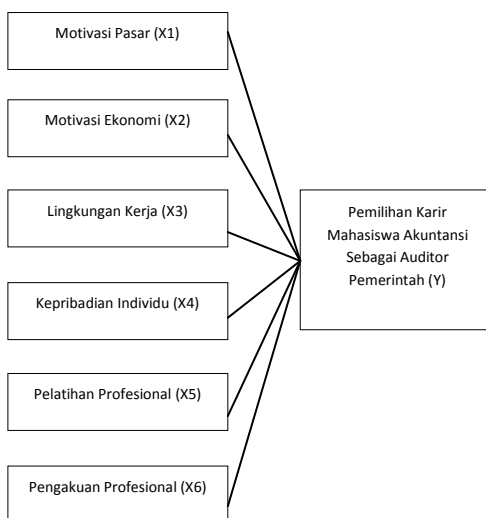 Motivasi Pasar (X1)
Motivasi Ekonomi (X2)
Lingkungan Kerja (X3)
Kepribadian Individu (X4)
Pelatihan Profesional (X5)
Pengakuan Profesional (X6)
Pemilihan Karir
Mahasiswa Akuntansi
Sebagai Auditor
Pemerintah (Y)